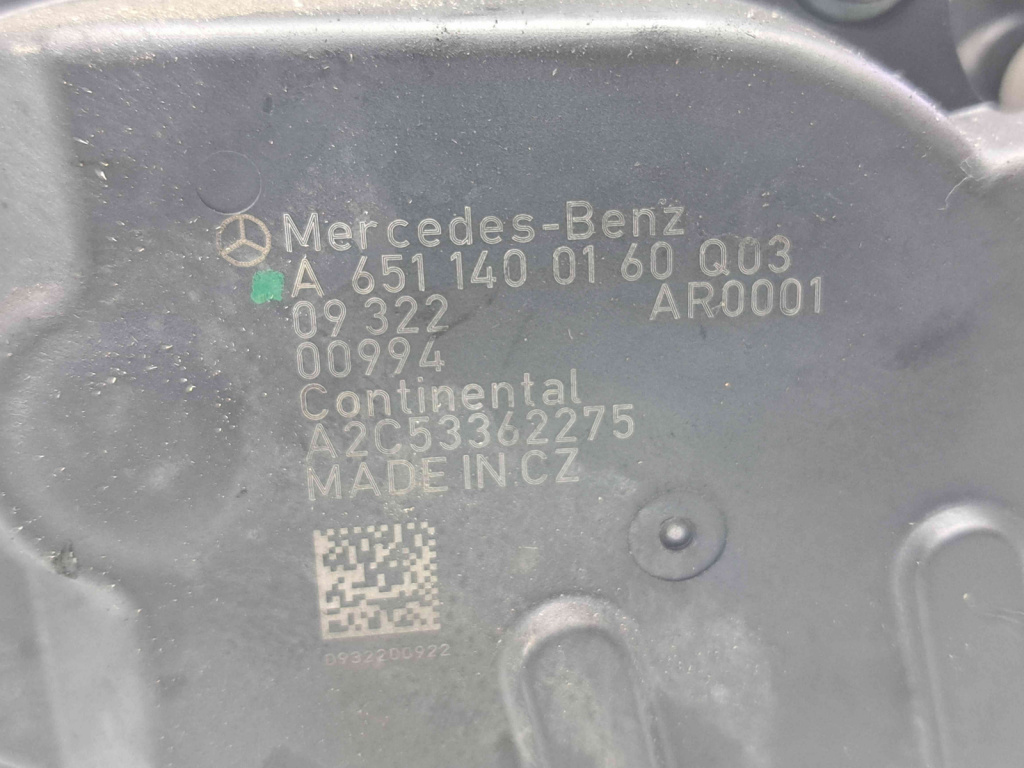 Mercedes-Benz
A 651 140 01 60 Q03
09 322 AR0001
00994
Continental
A2C53362275
MADE IN CZ
0932200922